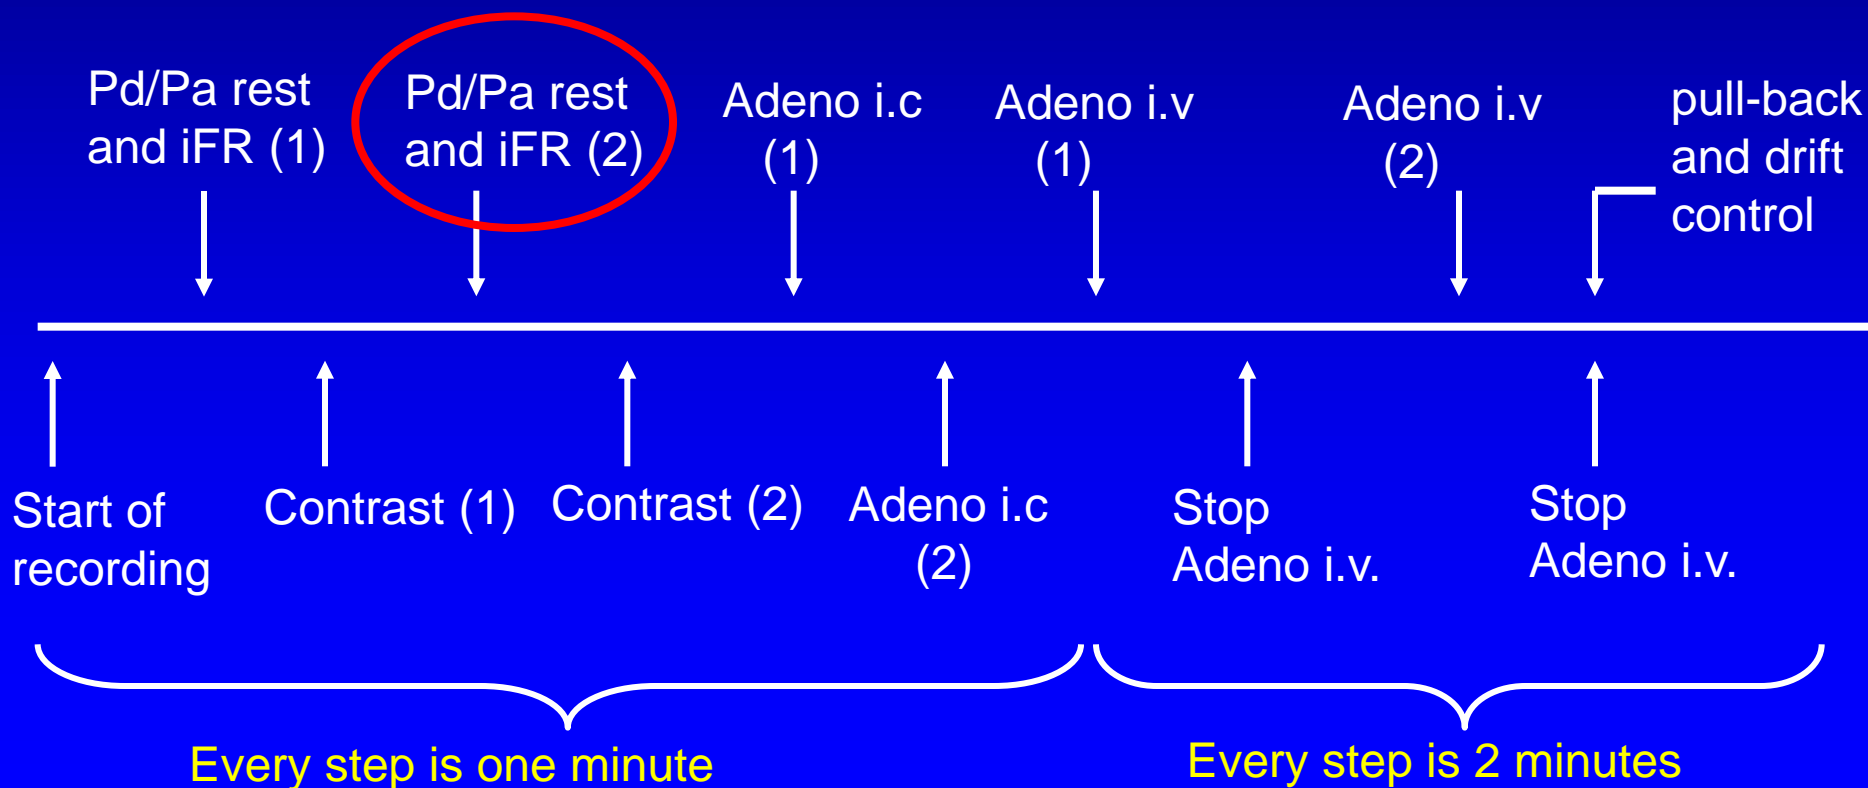 Pd/Pa rest
and iFR (1)
Pd/Pa rest
and iFR (2)
Adeno i.c
(1)
Adeno i.v
(1)
Adeno i.v
(2)
pull-back
and drift
control
Start of
recording
Contrast (1)
Contrast (2)
Adeno i.c
(2)
Stop
Adeno i.v.
Stop
Adeno i.v.
Every step is one minute
Every step is 2 minutes